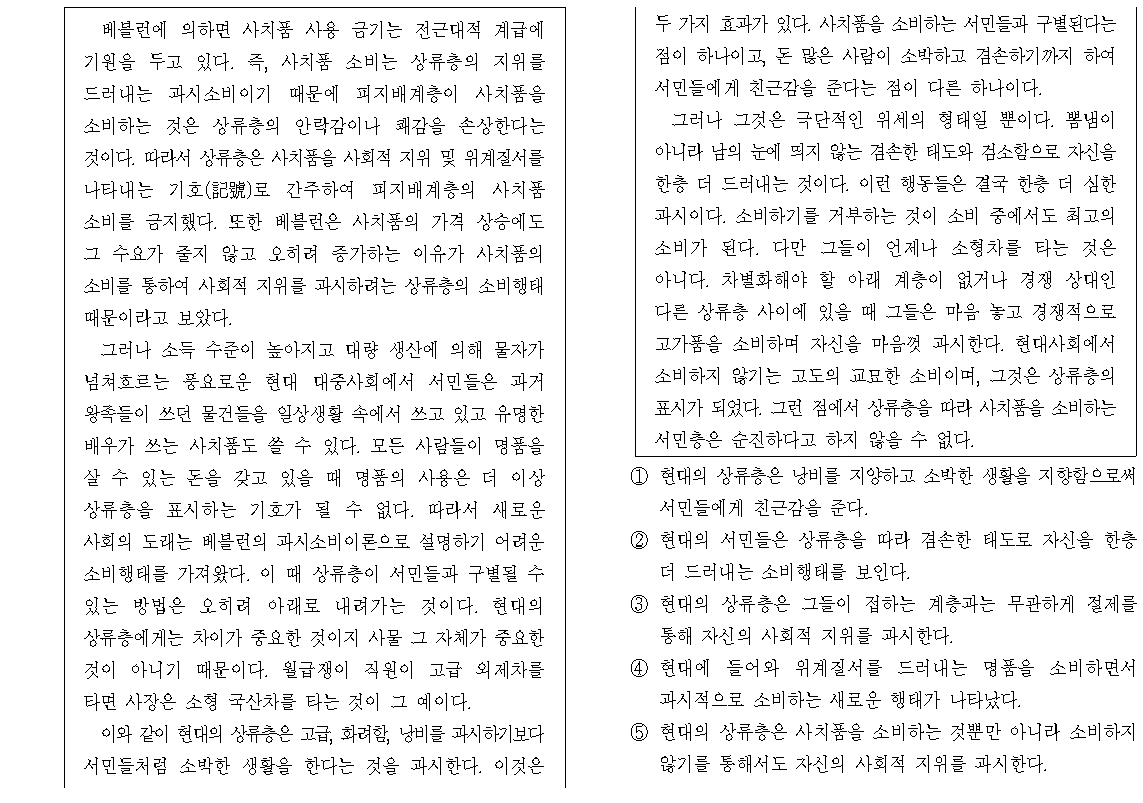 베블런에 의하면 사치품 사용 금기는 전근대적 계급에
기원을 두고 있다. 즉, 사치품 소비는 상류층의 지위를
드러내는 과시소비이기 때문에 피지배계층이 사치품을
소비하는 것은 상류층의 안락감이나 쾌감을 손상한다는
것이다. 따라서 상류층은 사치품을 사회적 지위 및 위계질서를
나타내는 기호(記號)로 간주하여 피지배계층의 사치품
소비를 금지했다. 또한 베블런은 사치품의 가격 상승에도
그 수요가 줄지 않고 오히려 증가하는 이유가 사치품의
소비를 통하여 사회적 지위를 과시하려는 상류층의 소비행태
때문이라고 보았다.
그러나 소득 수준이 높아지고 대량 생산에 의해 물자가
넘쳐흐르는 풍요로운 현대 대중사회에서 서민들은 과거
왕족들이 쓰던 물건들을 일상생활 속에서 쓰고 있고 유명한
배우가 쓰는 사치품도 쓸 수 있다. 모든 사람들이 명품을
살 수 있는 돈을 갖고 있을 때 명품의 사용은 더 이상
상류층을 표시하는 기호가 될 수 없다. 따라서 새로운
사회의 도래는 베블런의 과시소비이론으로 설명하기 어려운
소비행태를 가져왔다. 이 때 상류층이 서민들과 구별될 수
있는 방법은 오히려 아래로 내려가는 것이다. 현대의
상류층에게는 차이가 중요한 것이지 사물 그 자체가 중요한
것이 아니기 때문이다. 월급쟁이 직원이 고급 외제차를
타면 사장은 소형 국산차를 타는 것이 그 예이다.
이와 같이 현대의 상류층은 고급, 화려함, 낭비를 과시하기보다
서민들처럼 소박한 생활을 한다는 것을 과시한다. 이것은
두 가지 효과가 있다. 사치품을 소비하는 서민들과 구별된다는
점이 하나이고, 돈 많은 사람이 소박하고 겸손하기까지 하여
서민들에게 친근감을 준다는 점이 다른 하나이다.
그러나 그것은 극단적인 위세의 형태일 뿐이다. 뽐냄이
아니라 남의 눈에 띄지 않는 겸손한 태도와 검소함으로 자신을
한층 더 드러내는 것이다. 이런 행동들은 결국 한층 더 심한
과시이다. 소비하기를 거부하는 것이 소비 중에서도 최고의
소비가 된다. 다만 그들이 언제나 소형차를 타는 것은
아니다. 차별화해야 할 아래 계층이 없거나 경쟁 상대인
다른 상류층 사이에 있을 때 그들은 마음 놓고 경쟁적으로
고가품을 소비하며 자신을 마음껏 과시한다. 현대사회에서
소비하지 않기는 고도의 교묘한 소비이며, 그것은 상류층의
표시가 되었다. 그런 점에서 상류층을 따라 사치품을 소비하는
서민층은 순진하다고 하지 않을 수 없다.
① 현대의 상류층은 낭비를 지양하고 소박한 생활을 지향함으로써
서민들에게 친근감을 준다.
② 현대의 서민들은 상류층을 따라 겸손한 태도로 자신을 한층
더 드러내는 소비행태를 보인다.
③ 현대의 상류층은 그들이 접하는 계층과는 무관하게 절제를
통해 자신의 사회적 지위를 과시한다.
④ 현대에 들어와 위계질서를 드러내는 명품을 소비하면서
과시적으로 소비하는 새로운 행태가 나타났다.
⑤ 현대의 상류층은 사치품을 소비하는 것뿐만 아니라 소비하지
않기를 통해서도 자신의 사회적 지위를 과시한다.